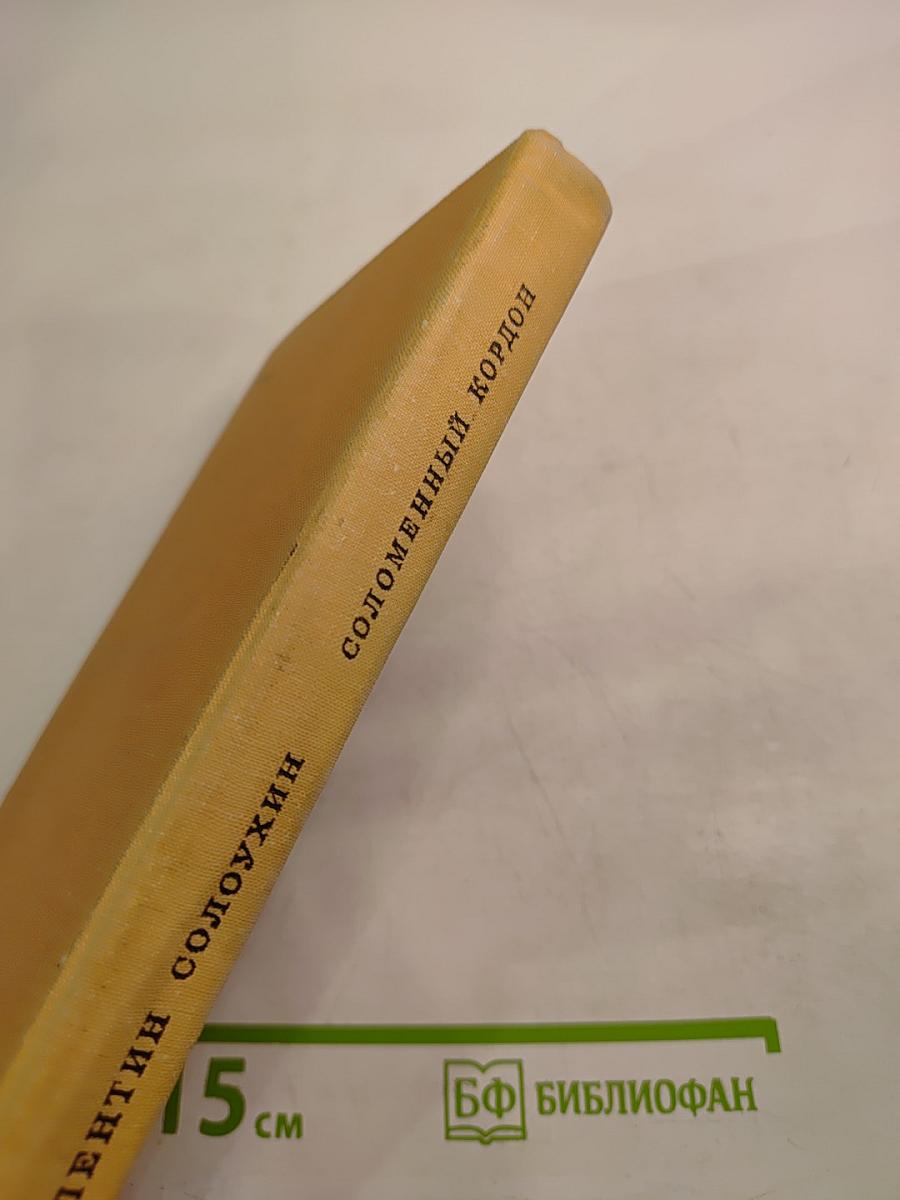 ЛЕНТИН СОЛОУХИН
СОЛОМЕННЫЙ КОРДОН
15 см
БФ БИБЛИОФАН